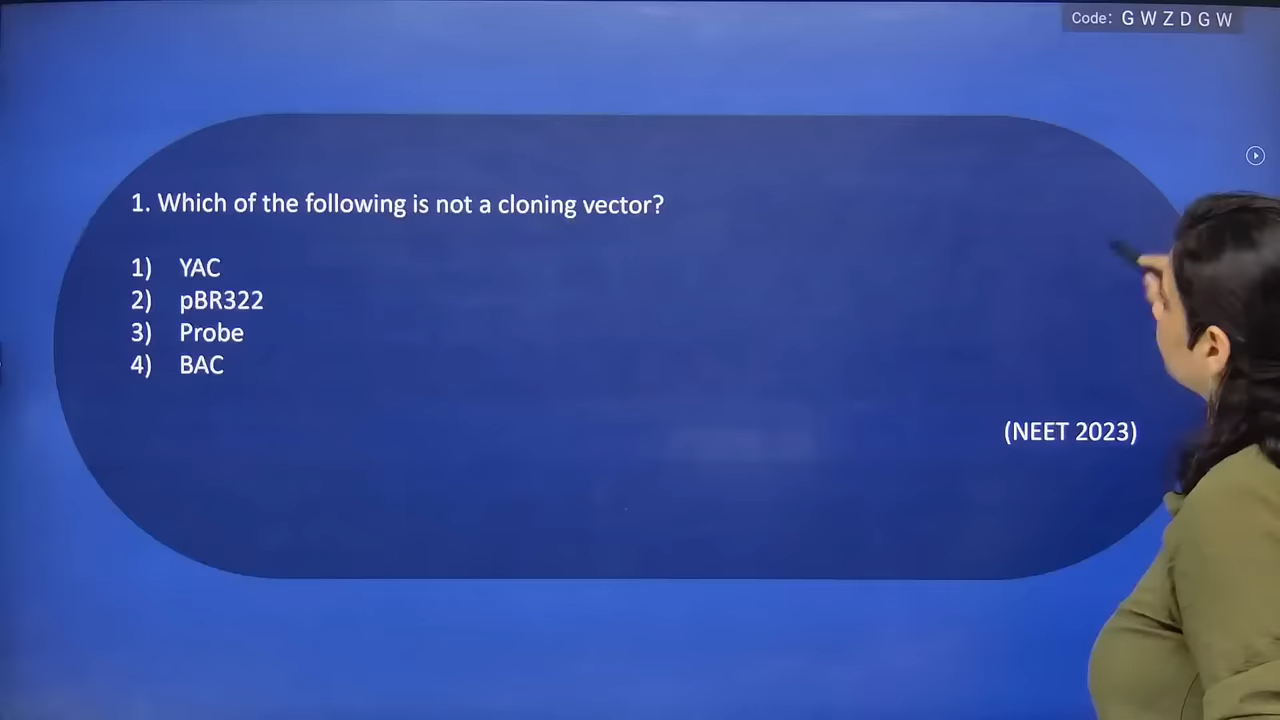 Code: G W Z D G W
1. Which of the following is not a cloning vector?
1) YAC
2) pBR322
3) Probe
4) BAC
(NEET 2023)